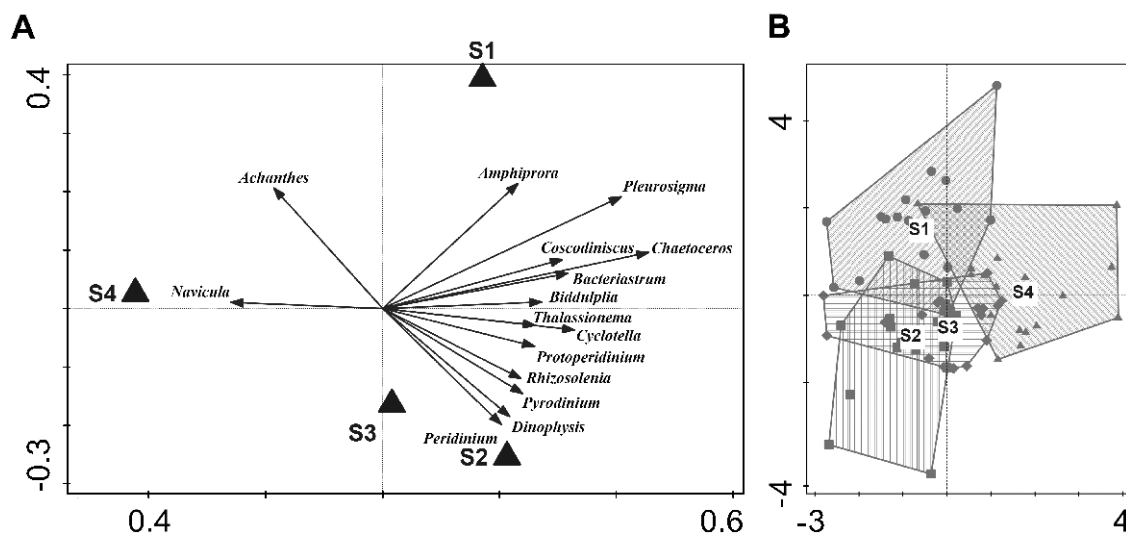 A
B
S1
0.4
4
Achanthes
Amphiprora
Pleurosigma
S1
Coscodiniscus
Chaetoceros
Bacteriastrum
S4
Navicula
Biddulplia
S4
Thalassionema
Cyclotella
S2
S3
Protoperidinium
Rhizosolenia
Pyrodinium
S3
Dinophysis
Peridinium
S2
-0.3
-4
0.4
0.6
-3
4